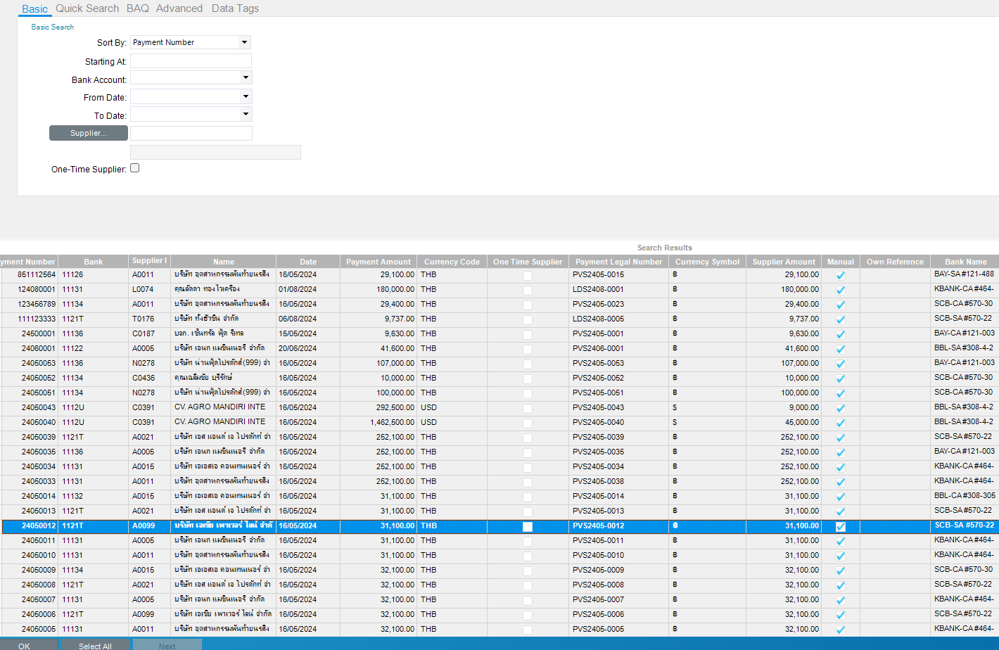 Basic Quick Search BAQ Advanced Data Tags
Basic Search
Sort By: Payment Number
Starting At:
Bank Account:
From Date:
To Date:
Supplier...
One-Time Supplier:
Search Results
yment Number Bank Supplier I Name Date Payment Amount Currency Code One Time Supplier Payment Legal Number Currency Symbol Supplier Amount Manual Own Reference Bank Name
851112564 11126 A0011 บริษัท อุตสาหกรรมพันท้ายนรสิง 16/05/2024 29,100.00 THB PVS2405-0015 ฿ 29,100.00 BAY-SA#121-488
124080001 11131 L0074 คุณลัดดา ทองไวเครือง 01/08/2024 180,000.00 THB LDS2408-0001 ฿ 180,000.00 KBANK-CA#464-
123456789 11134 A0011 บริษัท อุตสาหกรรมพันท้ายนรสิง 16/05/2024 29,400.00 THB PVS2405-0023 ฿ 29,400.00 SCB-CA#570-30
111123333 1121T T0176 บริษัท ทั้งฮั่วซิน จำกัด 06/08/2024 9,737.00 THB LDS2408-0005 ฿ 9,737.00 SCB-SA#570-22
24500001 11136 C0187 บจก. เซ็นทรัล ฟู้ด รีเทล 15/05/2024 9,630.00 THB PVS2405-0001 ฿ 9,630.00 BAY-CA#121-003
24060001 11122 A0005 บริษัท เอนก แมชินเนอรี จำกัด 20/06/2024 41,600.00 THB PVS2406-0001 ฿ 41,600.00 BBL-SA#308-4-2
24050053 11136 N0278 บริษัท น่านฟู้ดโปรดักส์(999) จำ 16/05/2024 107,000.00 THB PVS2405-0053 ฿ 107,000.00 BAY-CA#121-003
24050052 11134 C0436 คุณเฉลิมชัย บุริรักษ์ 16/05/2024 10,000.00 THB PVS2405-0052 ฿ 10,000.00 SCB-CA#570-30
24050051 11134 N0278 บริษัท น่านฟู้ดโปรดักส์(999) จำ 16/05/2024 100,000.00 THB PVS2405-0051 ฿ 100,000.00 SCB-CA#570-30
24050043 1112U C0391 CV. AGRO MANDIRI INTE 16/05/2024 292,500.00 USD PVS2405-0043 $ 9,000.00 BBL-SA#308-4-2
24050040 1112U C0391 CV. AGRO MANDIRI INTE 16/05/2024 1,462,500.00 USD PVS2405-0040 $ 45,000.00 BBL-SA#308-4-2
24050039 1121T A0021 บริษัท เอส แอนด์ เจ โปรดักท์ จำ 16/05/2024 252,100.00 THB PVS2405-0039 ฿ 252,100.00 SCB-SA#570-22
24050035 11136 A0005 บริษัท เอนก แมชินเนอรี จำกัด 16/05/2024 252,100.00 THB PVS2405-0035 ฿ 252,100.00 BAY-CA#121-003
24050034 11131 A0015 บริษัท เอเอสเอ คอนเทนเนอร์ จำ 16/05/2024 252,100.00 THB PVS2405-0034 ฿ 252,100.00 KBANK-CA#464-
24050033 11131 A0011 บริษัท อุตสาหกรรมพันท้ายนรสิง 16/05/2024 252,100.00 THB PVS2405-0038 ฿ 252,100.00 KBANK-CA#464-
24050014 11132 A0015 บริษัท เอเอสเอ คอนเทนเนอร์ จำ 16/05/2024 31,100.00 THB PVS2405-0014 ฿ 31,100.00 BBL-CA#308-305
24050013 1121T A0021 บริษัท เอส แอนด์ เจ โปรดักท์ จำ 16/05/2024 31,100.00 THB PVS2405-0013 ฿ 31,100.00 SCB-SA#570-22
24050012 1121T A0099 บริษัท เอเชีย เพาเวอร์ ไลน์ จำกั 16/05/2024 31,100.00 THB PVS2405-0012 ฿ 31,100.00 SCB-SA #570-22
24050011 11131 A0005 บริษัท เอนก แมชินเนอรี จำกัด 16/05/2024 31,100.00 THB PVS2405-0011 ฿ 31,100.00 KBANK-CA#464-
24050010 11131 A0011 บริษัท อุตสาหกรรมพันท้ายนรสิง 16/05/2024 31,100.00 THB PVS2405-0010 ฿ 31,100.00 KBANK-CA#464-
24050009 11134 A0015 บริษัท เอเอสเอ คอนเทนเนอร์ จำ 16/05/2024 32,100.00 THB PVS2405-0009 ฿ 32,100.00 SCB-CA#570-30
24050008 1121T A0021 บริษัท เอส แอนด์ เจ โปรดักท์ จำ 16/05/2024 32,100.00 THB PVS2405-0008 ฿ 32,100.00 SCB-SA#570-22
24050007 11131 A0005 บริษัท เอนก แมชินเนอรี จำกัด 16/05/2024 32,100.00 THB PVS2405-0007 ฿ 32,100.00 KBANK-CA#464-
24050006 1121T A0099 บริษัท เอเชีย เพาเวอร์ ไลน์ จำกัด 16/05/2024 32,100.00 THB PVS2405-0006 ฿ 32,100.00 SCB-SA#570-22
24050005 11131 A0011 บริษัท อุตสาหกรรมพันท้ายนรสิง 16/05/2024 32,100.00 THB PVS2405-0005 ฿ 32,100.00 KBANK-CA#464-
OK Select All Next